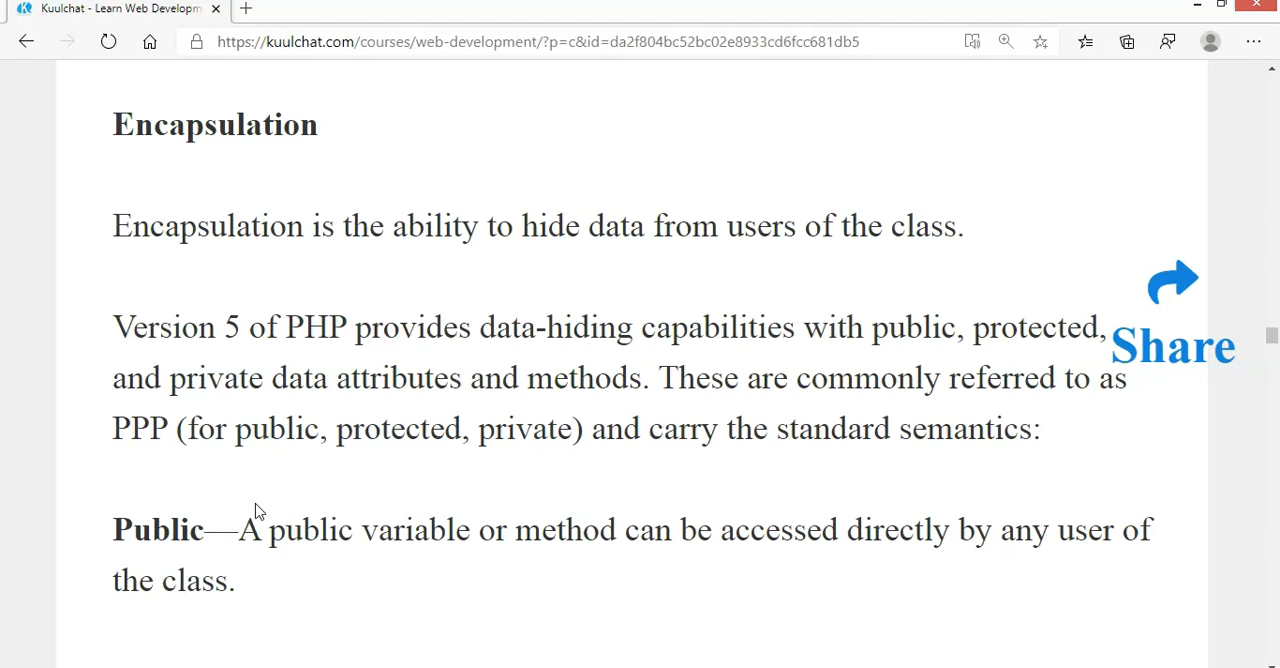 Kuulchat - Learn Web Developm
https://kuulchat.com/courses/web-development/?p=c&id=da2f804bc52bc02e8933cd6fcc681db5
Encapsulation
Encapsulation is the ability to hide data from users of the class.
Version 5 of PHP provides data-hiding capabilities with public, protected,
and private data attributes and methods. These are commonly referred to as
PPP (for public, protected, private) and carry the standard semantics:
Share
Public—A public variable or method can be accessed directly by any user of
the class.